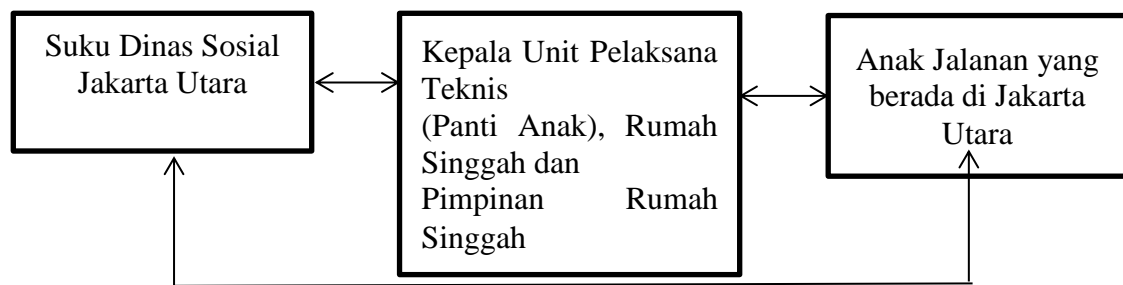 Suku Dinas Sosial
Jakarta Utara
Kepala Unit Pelaksana
Teknis
(Panti Anak), Rumah
Singgah dan
Pimpinan Rumah
Singgah
Anak Jalanan yang
berada di Jakarta
Utara